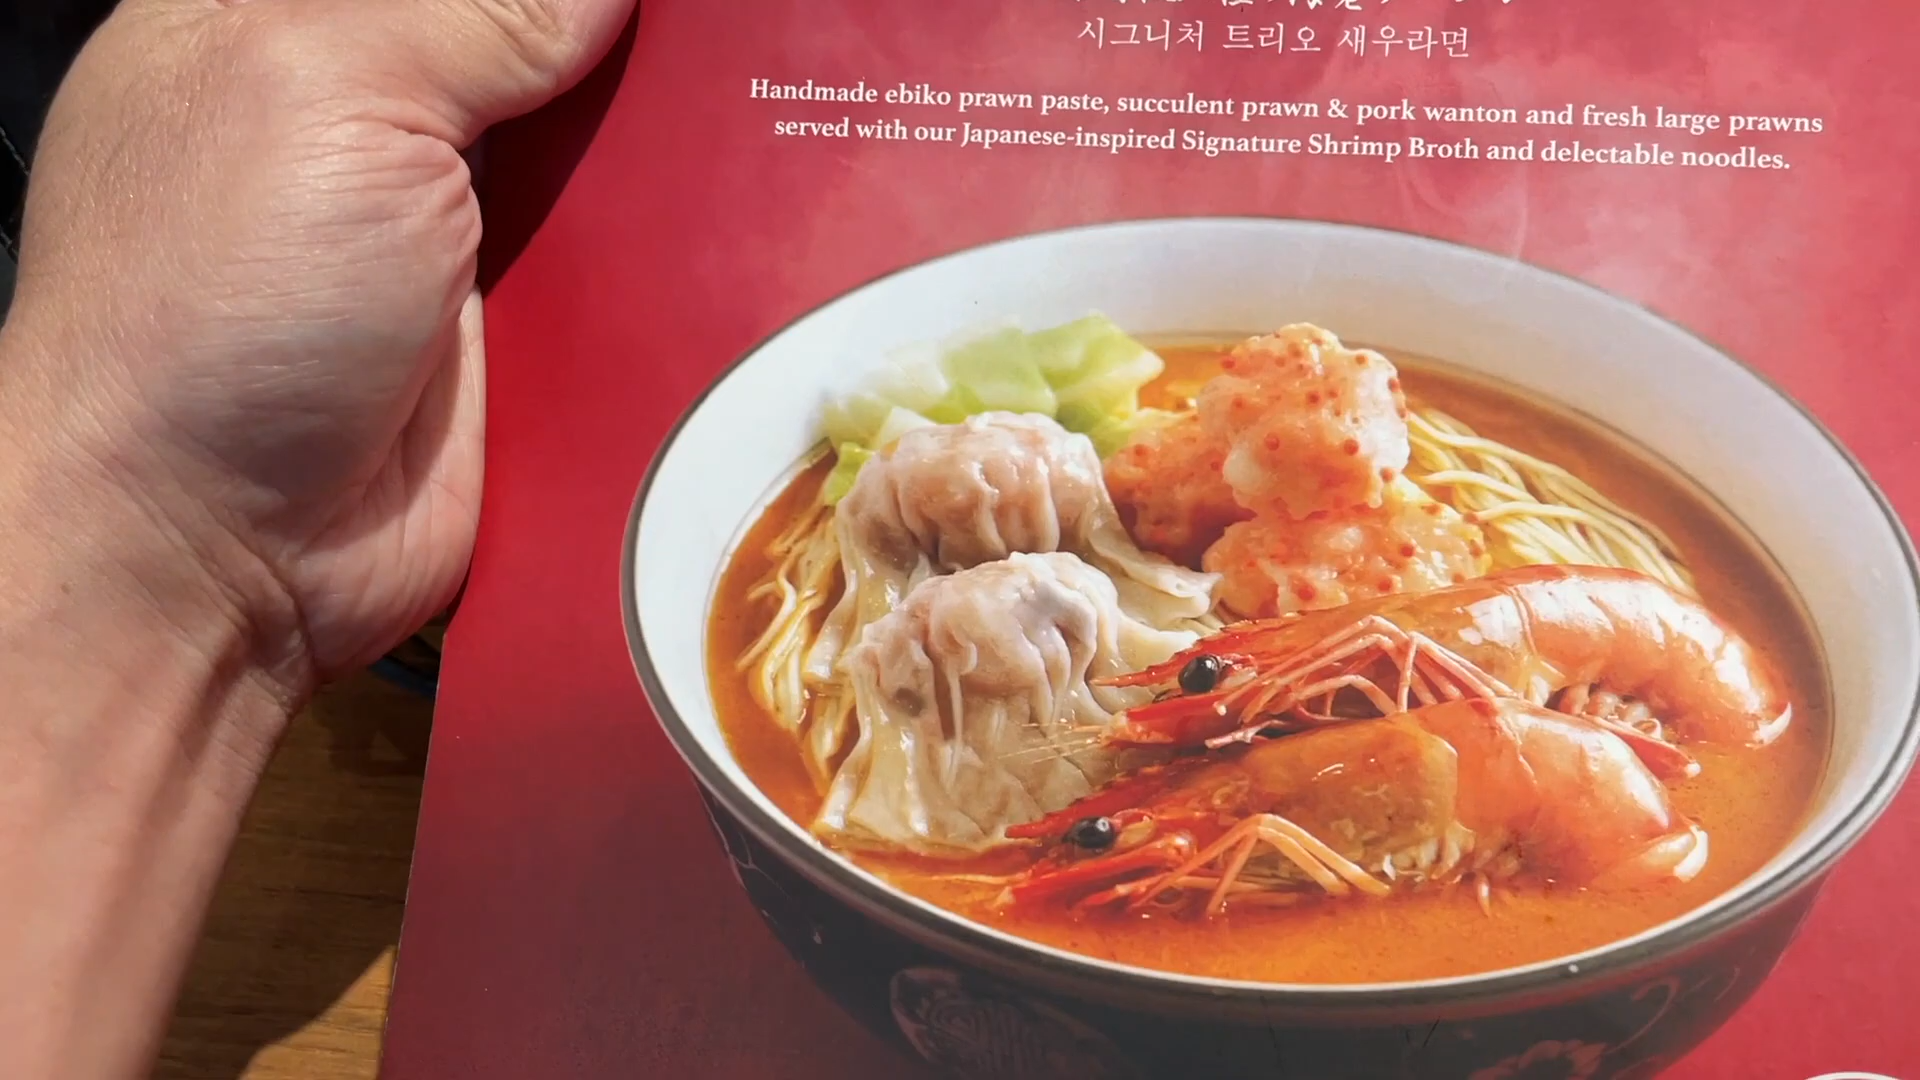 시그니처 트리오 새우라면
Handmade ebiko prawn paste, succulent prawn & pork wanton and fresh large prawns
served with our Japanese-inspired Signature Shrimp Broth and delectable noodles.